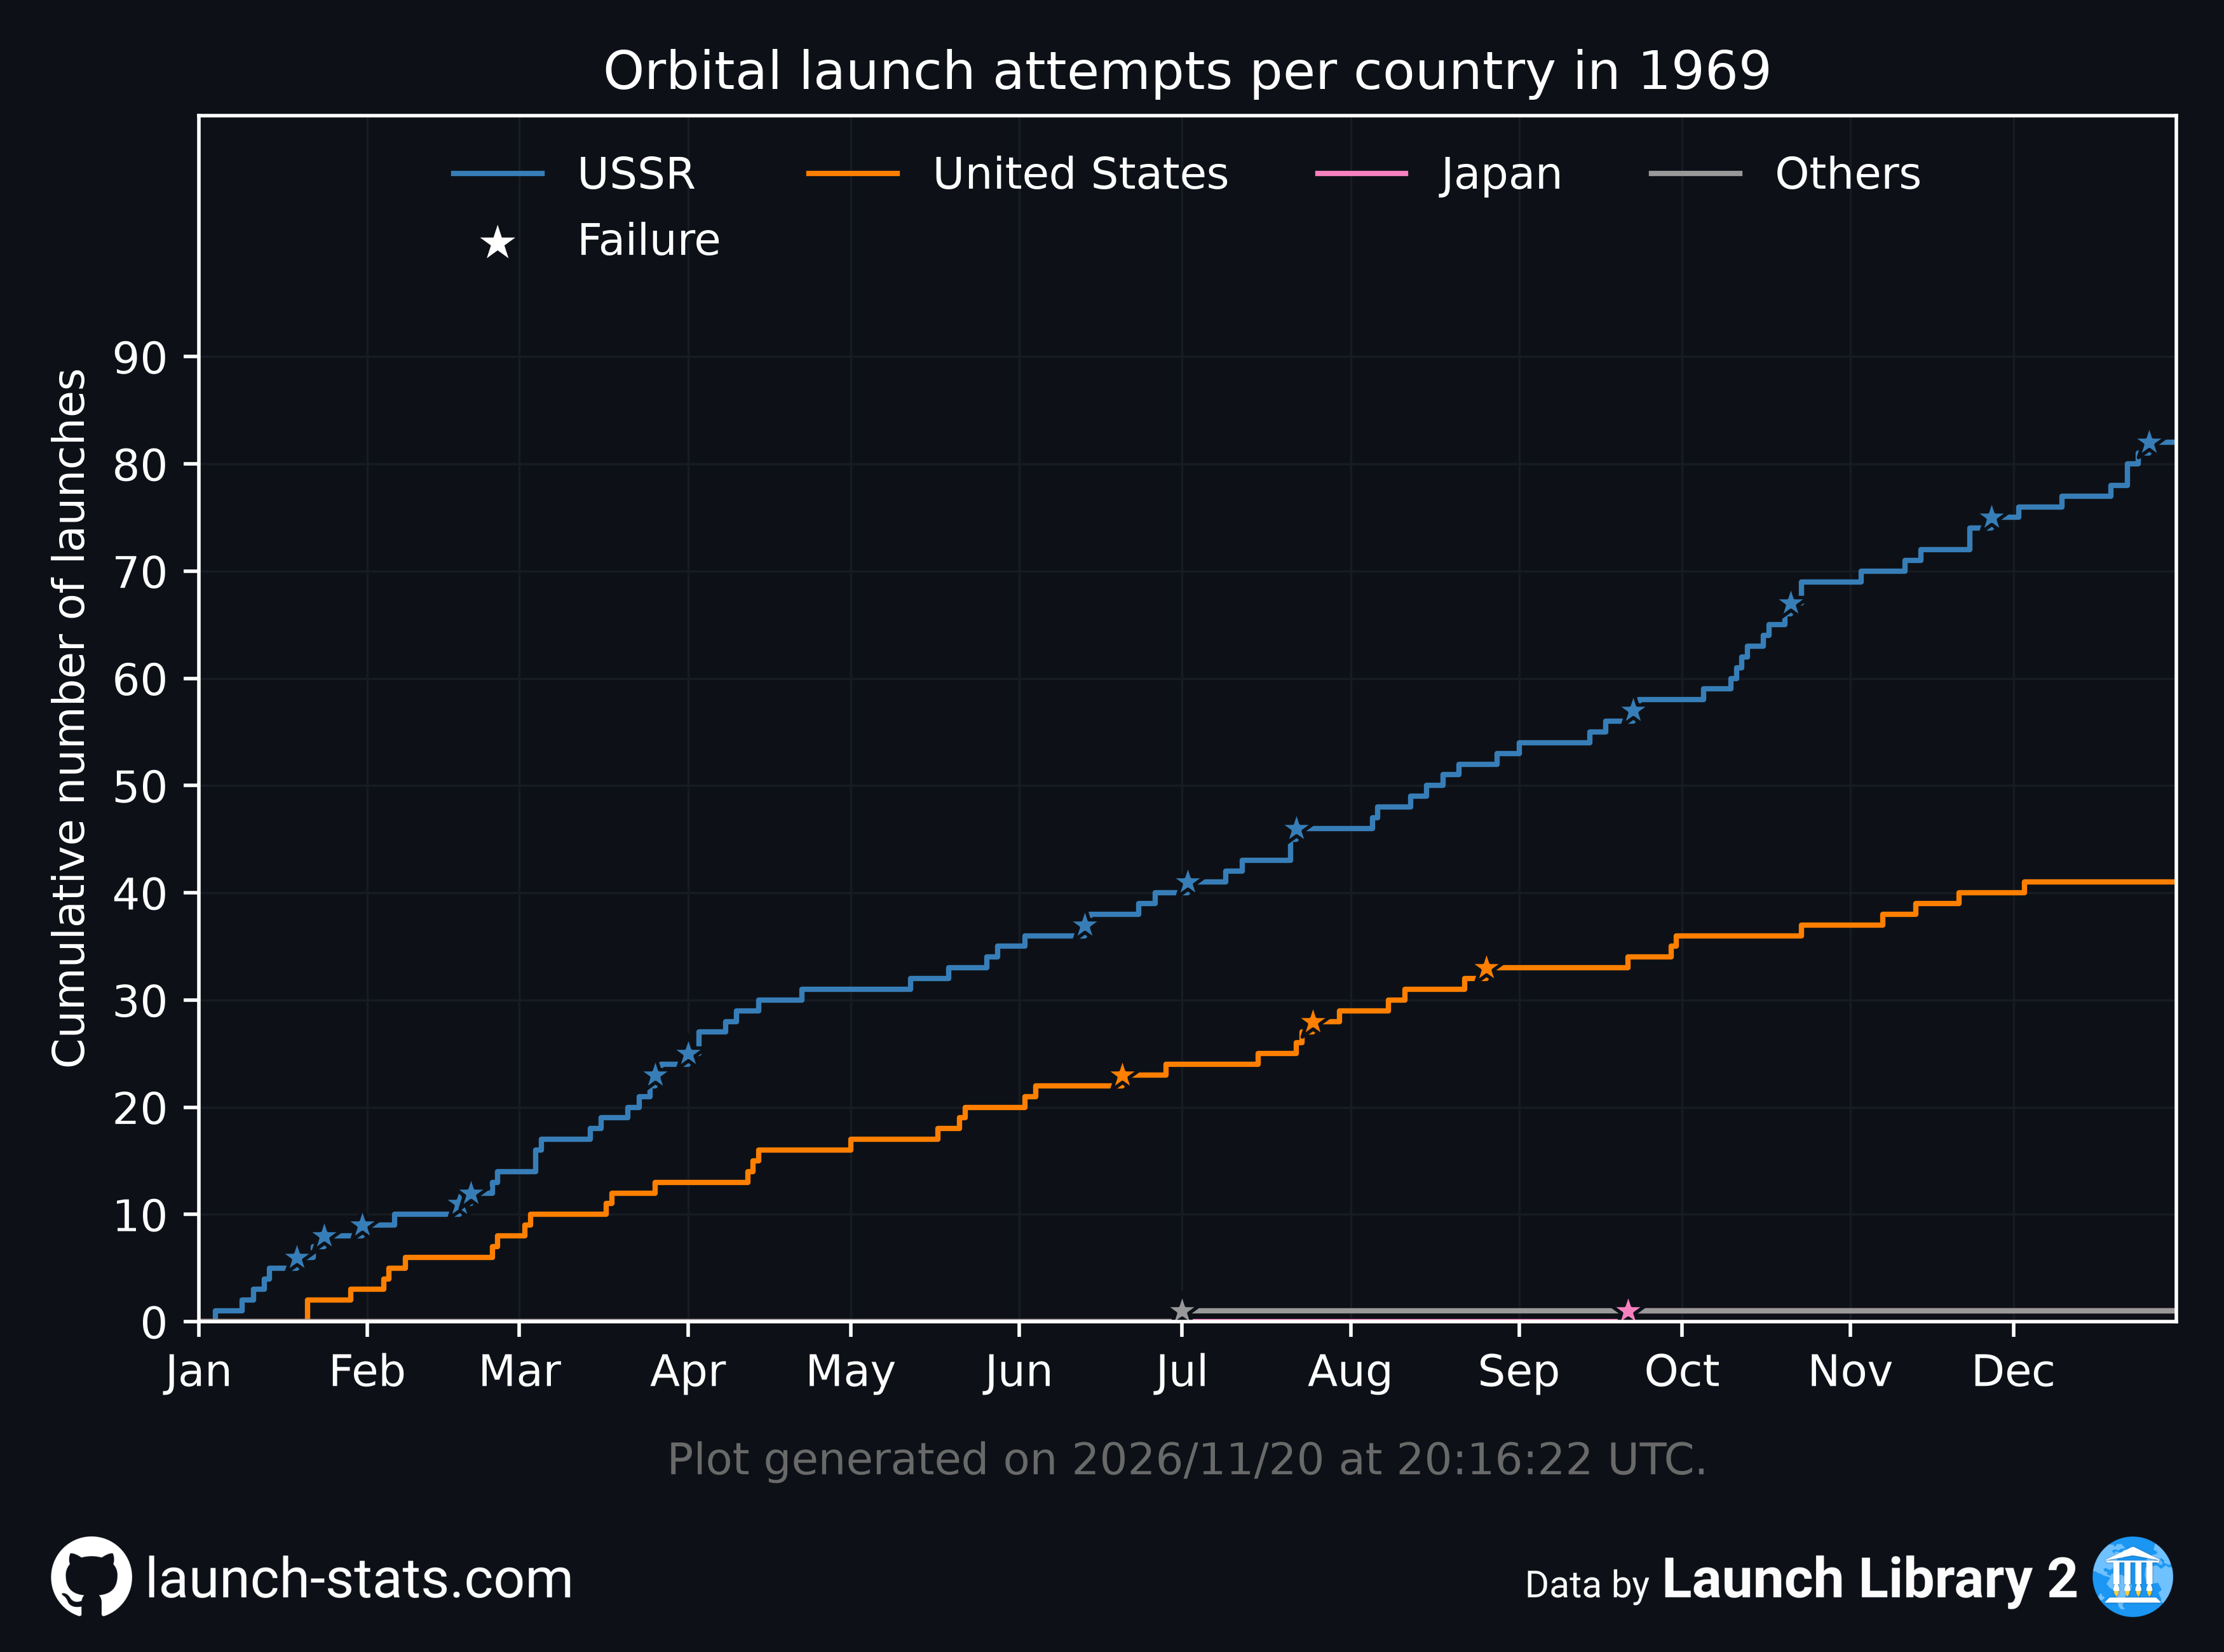 Orbital launch attempts per country in 1969
USSR United States Japan Others
Failure
Cumulative number of launches
90
80
70
60
50
40
30
20
10
0
Jan Feb Mar Apr May Jun Jul Aug Sep Oct Nov Dec
Plot generated on 2026/11/20 at 20:16:22 UTC.
launch-stats.com
Data by Launch Library 2